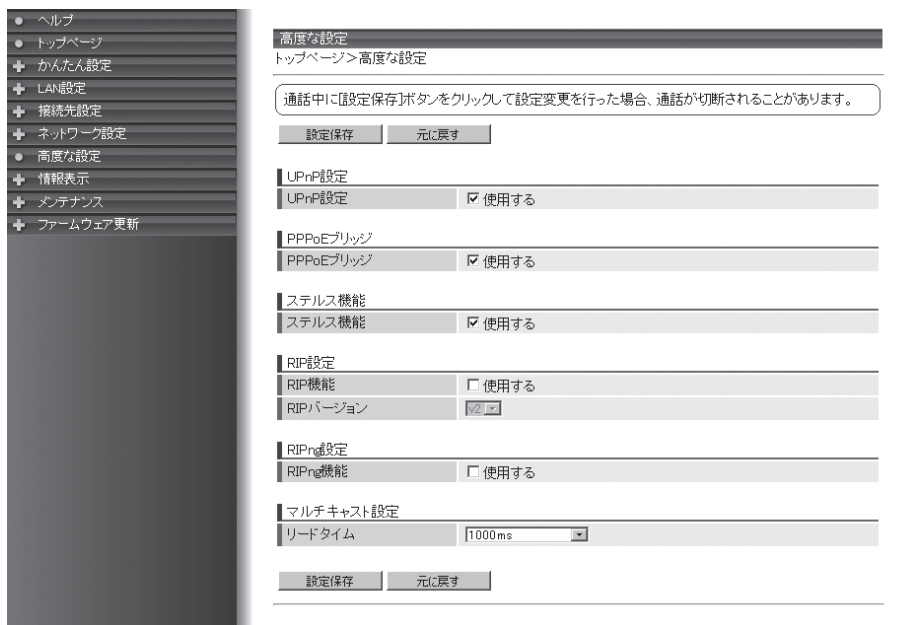 ヘルプ
トップページ
かんたん設定
LAN設定
接続先設定
ネットワーク設定
高度な設定
情報表示
メンテナンス
ファームウェア更新
高度な設定
トップページ＞高度な設定
通話中に[設定保存]ボタンをクリックして設定変更を行った場合、通話が切断されることがあります。
設定保存 元に戻す
UPnP設定
UPnP設定 使用する
PPPoEブリッジ
PPPoEブリッジ 使用する
ステルス機能
ステルス機能 使用する
RIP設定
RIP機能 使用する
RIPバージョン v2
RIPng設定
RIPng機能 使用する
マルチキャスト設定
リードタイム 1000ms
設定保存 元に戻す